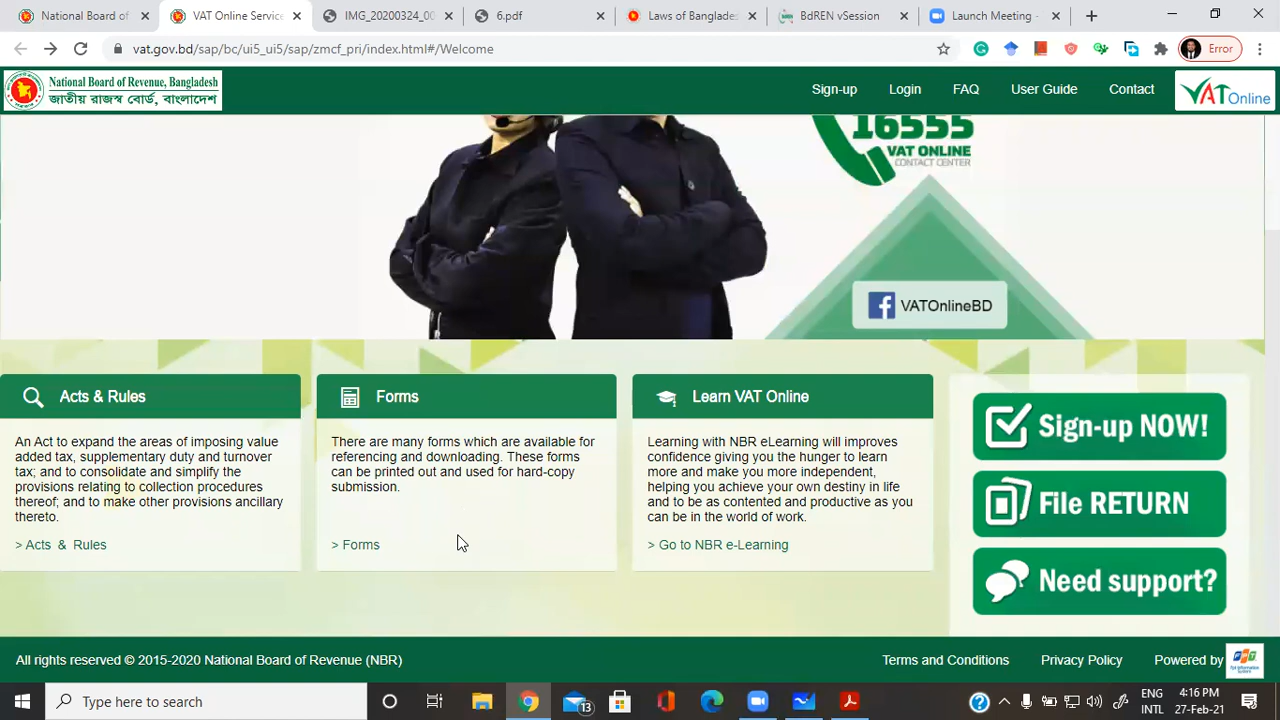 National Board of
VAT Online Service
IMG_20200324_00
6.pdf
Laws of Banglades
BdREN vSession
Launch Meeting -
vat.gov.bd/sap/bc/ui5_ui5/sap/zmcf_pri/index.html#/Welcome
Error
National Board of Revenue, Bangladesh
জাতীয় রাজস্ব বোর্ড, বাংলাদেশ
Sign-up
Login
FAQ
User Guide
Contact
VAT Online
16555
VAT ONLINE
CONTACT CENTER
VATOnlineBD
Acts & Rules
An Act to expand the areas of imposing value
added tax, supplementary duty and turnover
tax; and to consolidate and simplify the
provisions relating to collection procedures
thereof; and to make other provisions ancillary
thereto.
> Acts & Rules
Forms
There are many forms which are available for
referencing and downloading. These forms
can be printed out and used for hard-copy
submission.
> Forms
Learn VAT Online
Learning with NBR eLearning will improves
confidence giving you the hunger to learn
more and make you more independent,
helping you achieve your own destiny in life
and to be as contented and productive as you
can be in the world of work.
> Go to NBR e-Learning
Sign-up NOW!
File RETURN
Need support?
All rights reserved © 2015-2020 National Board of Revenue (NBR)
Terms and Conditions
Privacy Policy
Powered by
Type here to search
13
ENG
INTL
4:16 PM
27-Feb-21